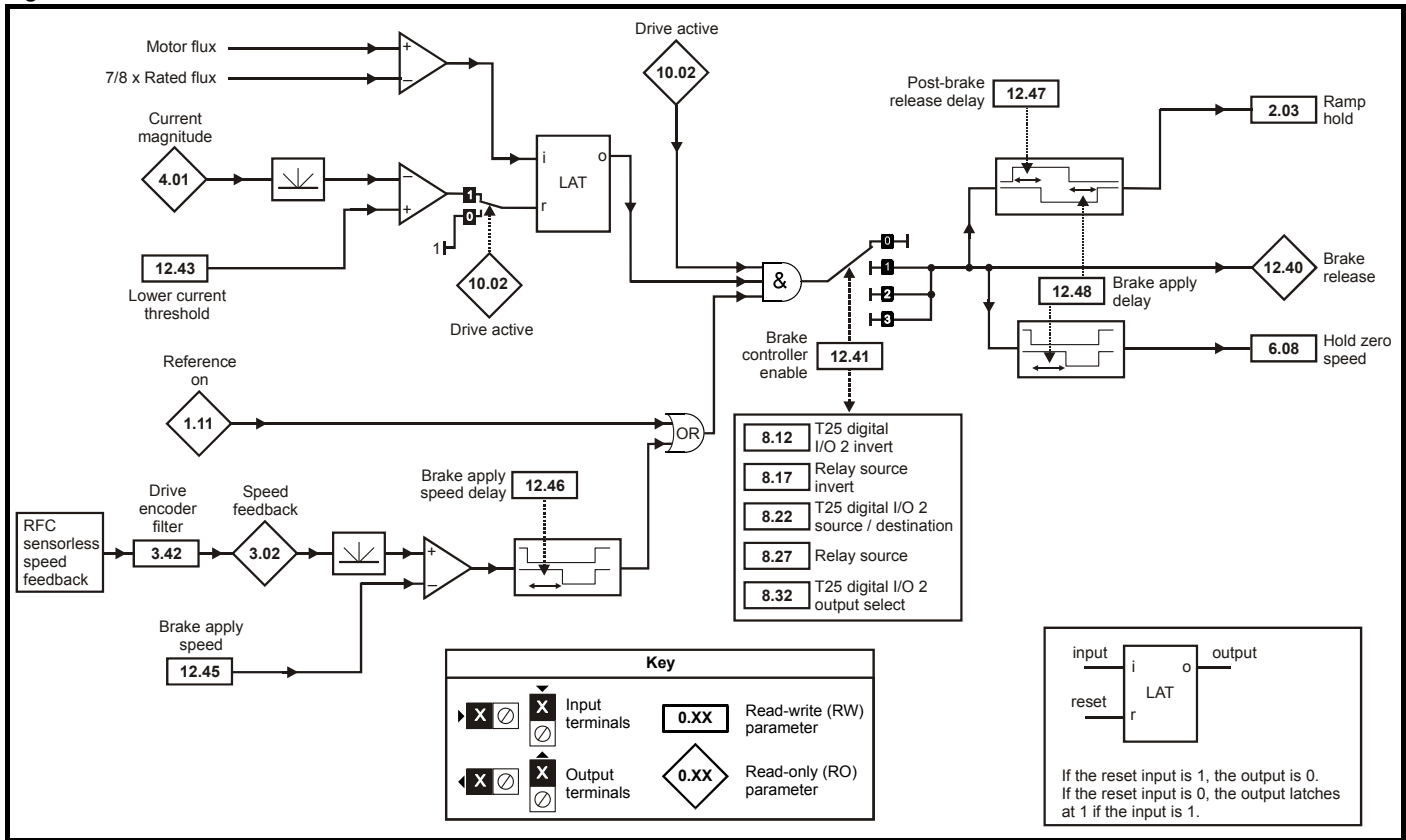 Motor flux
7/8 x Rated flux
Current
magnitude
4.01
12.43
Lower current
threshold
1
0
1
10.02
Drive active
i
o
LAT
r
Drive active
10.02
&
0
1
2
3
Brake
controller
enable
12.41
Post-brake
release delay
12.47
2.03
Ramp
hold
12.40
Brake
release
12.48
Brake apply
delay
6.08
Hold zero
speed
Reference
on
1.11
OR
RFC
sensorless
speed
feedback
Drive
encoder
filter
3.42
Speed
feedback
3.02
Brake apply
speed delay
12.46
Brake apply
speed
12.45
8.12
T25 digital
I/O 2 invert
8.17
Relay source
invert
8.22
T25 digital I/O 2
source / destination
8.27
Relay source
8.32
T25 digital I/O 2
output select
+
–
–
+
+
–
Key
X
X
Input
terminals
0.XX
Read-write (RW)
parameter
X
X
Output
terminals
0.XX
Read-only (RO)
parameter
input
i
o
output
LAT
reset
r
If the reset input is 1, the output is 0.
If the reset input is 0, the output latches
at 1 if the input is 1.